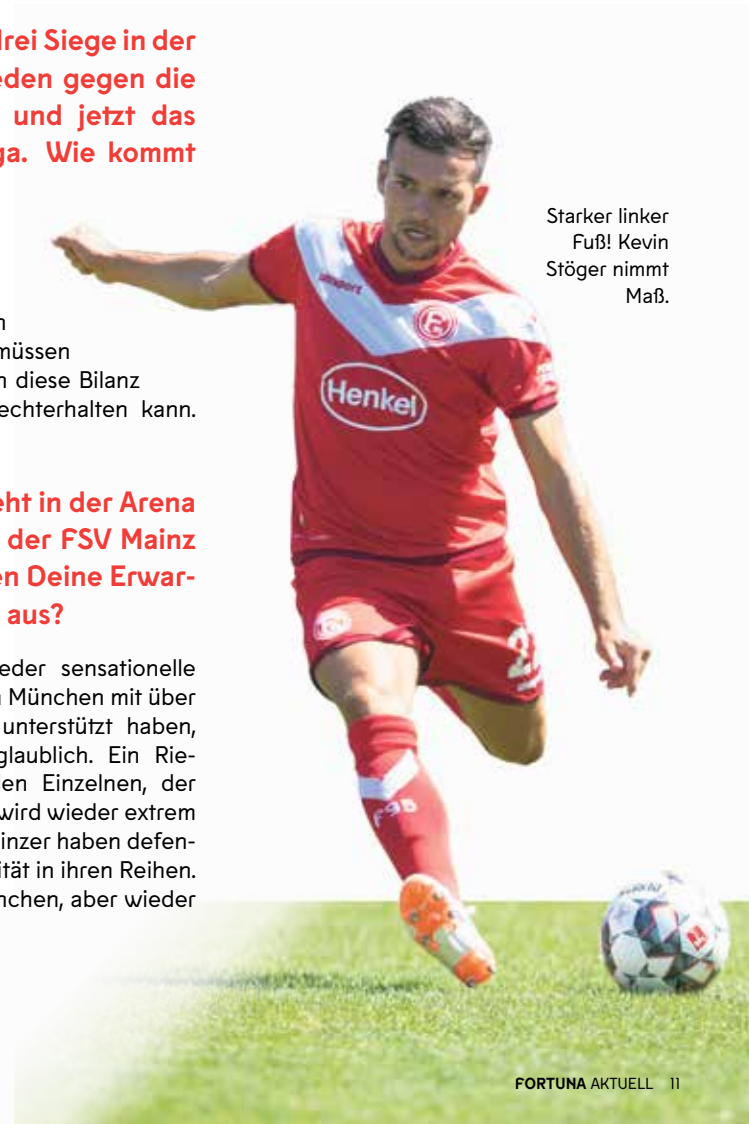 drei Siege in der
eden gegen die
und jetzt das
ga. Wie kommt
Starker linker
Fuß! Kevin
Stöger nimmt
Maß.
n
müssen
n diese Bilanz
echterhalten kann.
eht in der Arena
der FSV Mainz
en Deine Erwar-
aus?
eder sensationelle
n München mit über
unterstützt haben,
glaublich. Ein Rie-
en Einzelnen, der
wird wieder extrem
inzer haben defen-
ität in ihren Reihen.
nchen, aber wieder
uhlsport
Henkel
F95
FORTUNA AKTUELL 11